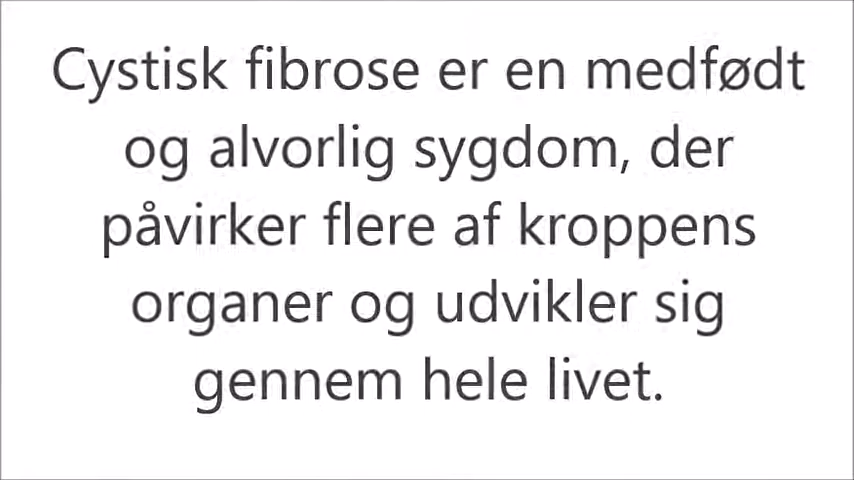 Cystisk fibrose er en medfødt
og alvorlig sygdom, der
påvirker flere af kroppens
organer og udvikler sig
gennem hele livet.